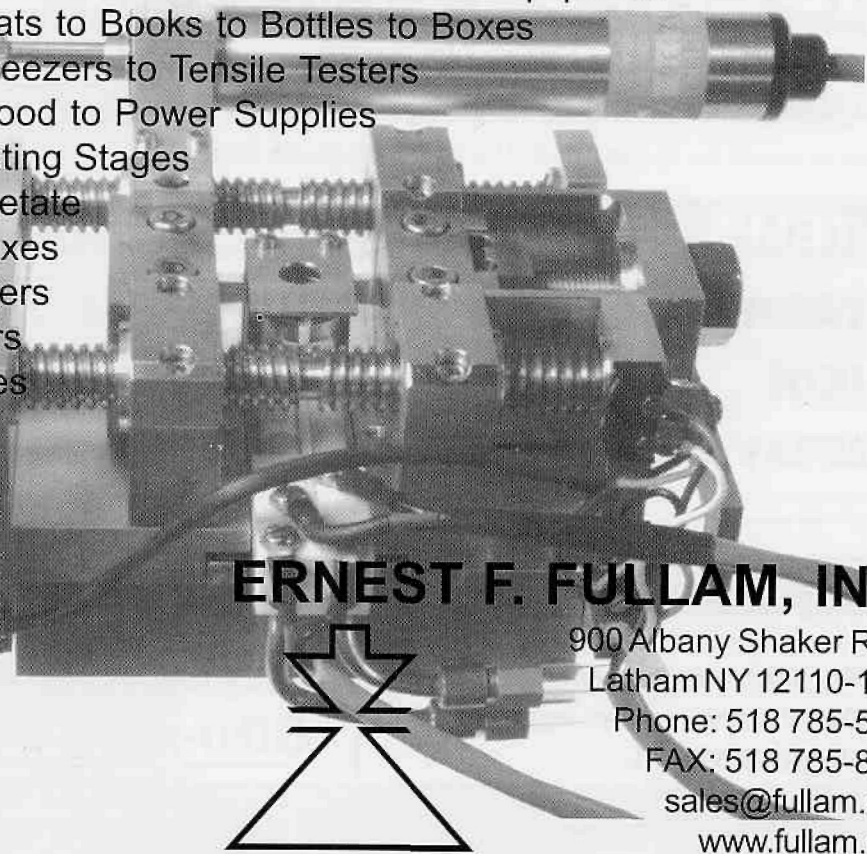 ats to Books to Bottles to Boxes
eezers to Tensile Testers
ood to Power Supplies
ting Stages
etate
xes
ers
rs
es
ERNEST F. FULLAM, IN
900 Albany Shaker R
Latham NY 12110-1
Phone: 518 785-5
FAX: 518 785-8
sales@fullam.
www.fullam.